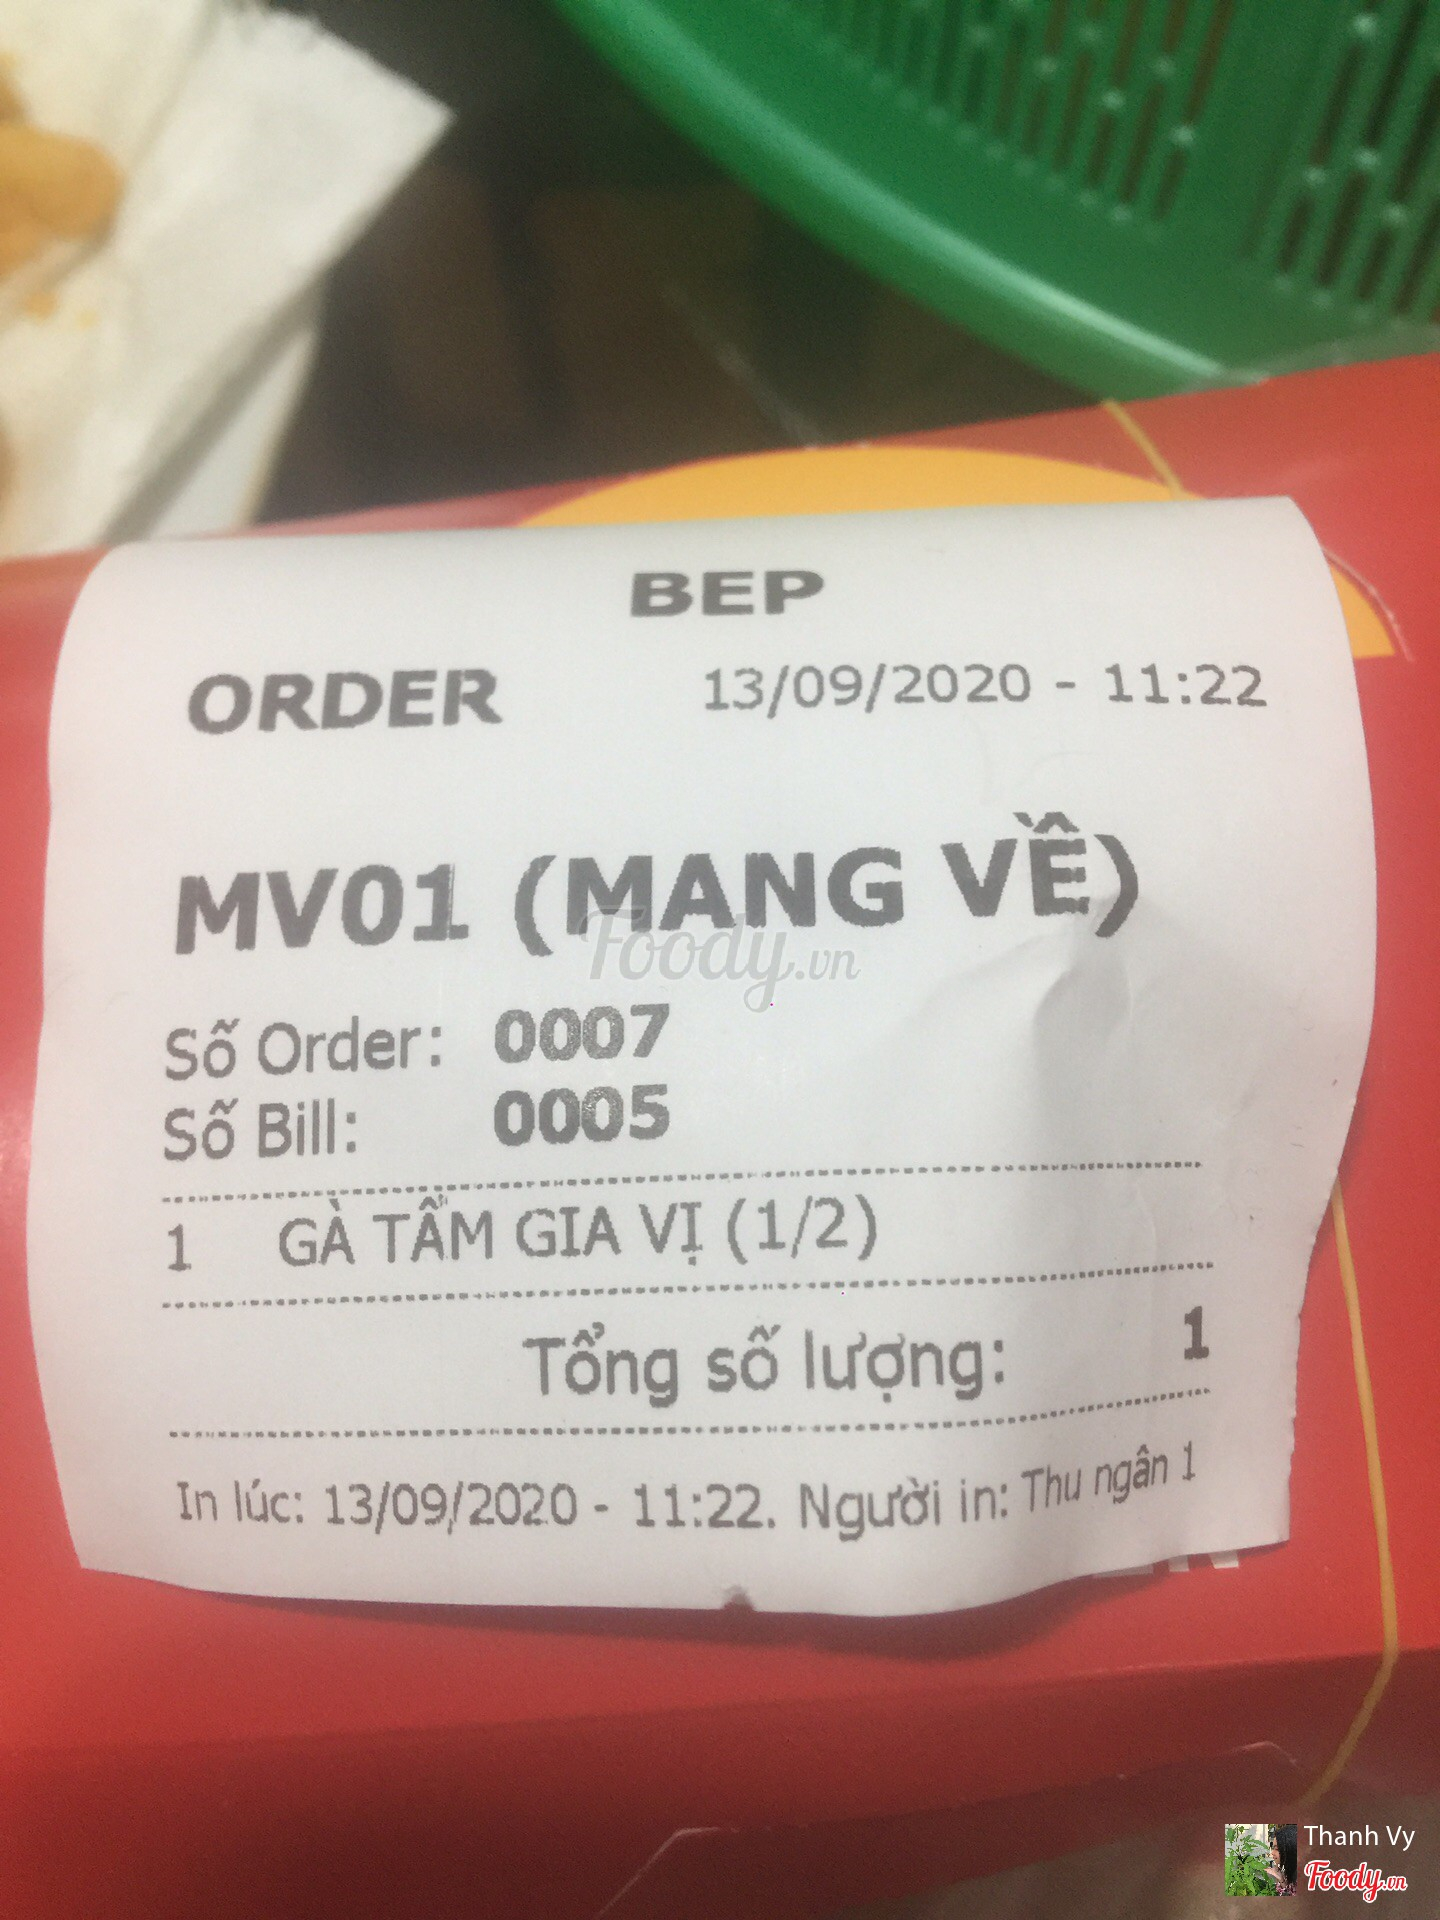 BEP
ORDER 13/09/2020 - 11:22
MV01 (MANG VỀ)
Foody.vn
Số Order: 0007
Số Bill: 0005
1 GÀ TẨM GIA VỊ (1/2)
Tổng số lượng: 1
In lúc: 13/09/2020 - 11:22. Người in: Thu ngân 1
Thanh Vy
Foody.vn